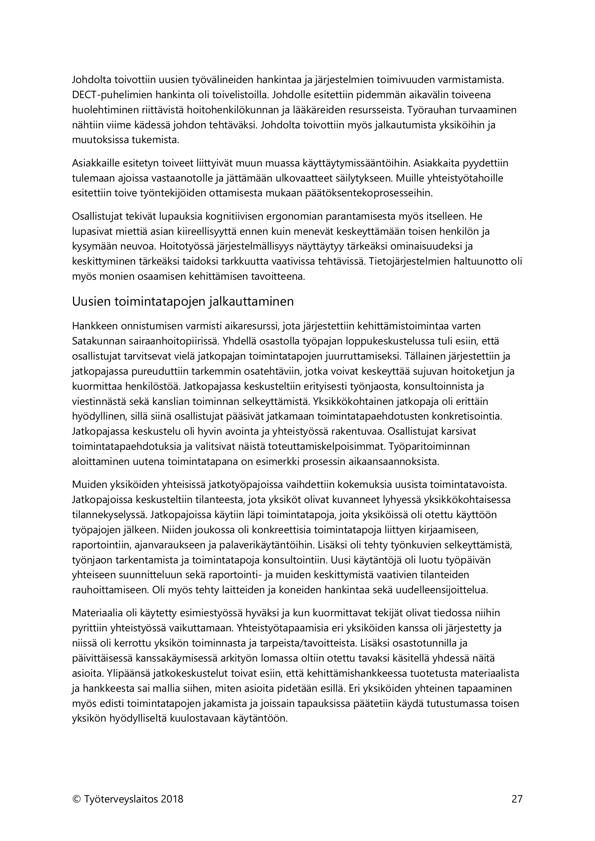 Johdolta toivottiin uusien työvälineiden hankintaa ja järjestelmien toimivuuden varmistamista.
DECT-puhelimien hankinta oli toivelistoilla. Johdolle esitettiin pidemmän aikavälin toiveena
huolehtiminen riittävistä hoitohenkilökunnan ja lääkäreiden resursseista. Työrauhan turvaaminen
nähtiin viime kädessä johdon tehtäväksi. Johdolta toivottiin myös jalkautumista yksiköihin ja
muutoksissa tukemista.
Asiakkaille esitetyn toiveet liittyivät muun muassa käyttäytymissääntöihin. Asiakkaita pyydettiin
tulemaan ajoissa vastaanotolle ja jättämään ulkovaatteet säilytykseen. Muille yhteistyötahoille
esitettiin toive työntekijöiden ottamisesta mukaan päätöksentekoprosesseihin.
Osallistujat tekivät lupauksia kognitiivisen ergonomian parantamisesta myös itselleen. He
lupasivat miettiä asian kiireellisyyttä ennen kuin menevät keskeyttämään toisen henkilön ja
kysymään neuvoa. Hoitotyössä järjestelmällisyys näyttäytyy tärkeäksi ominaisuudeksi ja
keskittyminen tärkeäksi taidoksi tarkkuutta vaativissa tehtävissä. Tietojärjestelmien haltuunotto oli
myös monien osaamisen kehittämisen tavoitteena.
Uusien toimintatapojen jalkauttaminen
Hankkeen onnistumisen varmisti aikaresurssi, jota järjestettiin kehittämistoimintaa varten
Satakunnan sairaanhoitopiirissä. Yhdellä osastolla työpajan loppukeskustelussa tuli esiin, että
osallistujat tarvitsevat vielä jatkopajan toimintatapojen juurruttamiseksi. Tällainen järjestettiin ja
jatkopajassa pureuduttiin tarkemmin osatehtäviin, jotka voivat keskeyttää sujuvan hoitoketjun ja
kuormittaa henkilöstöä. Jatkopajassa keskusteltiin erityisesti työnjaosta, konsultoinnista ja
viestinnästä sekä kanslian toiminnan selkeyttämistä. Yksikkökohtainen jatkopaja oli erittäin
hyödyllinen, sillä siinä osallistujat pääsivät jatkamaan toimintatapaehdotusten konkretisointia.
Jatkopajassa keskustelu oli hyvin avointa ja yhteistyössä rakentuvaa. Osallistujat karsivat
toimintatapaehdotuksia ja valitsivat näistä toteuttamiskelpoisimmat. Työparitoiminnan
aloittaminen uutena toimintatapana on esimerkki prosessin aikaansaannoksista.
Muiden yksiköiden yhteisissä jatkotyöpajoissa vaihdettiin kokemuksia uusista toimintatavoista.
Jatkopajoissa keskusteltiin tilanteesta, jota yksiköt olivat kuvanneet lyhyessä yksikkökohtaisessa
tilannekyselyssä. Jatkopajoissa käytiin läpi toimintatapoja, joita yksiköissä oli otettu käyttöön
työpajojen jälkeen. Niiden joukossa oli konkreettisia toimintatapoja liittyen kirjaamiseen,
raportointiin, ajanvaraukseen ja palaverikäytäntöihin. Lisäksi oli tehty työnkuvien selkeyttämistä,
työnjaon tarkentamista ja toimintatapoja konsultointiin. Uusi käytäntöjä oli luotu työpäivän
yhteiseen suunnitteluun sekä raportointi- ja muiden keskittymistä vaativien tilanteiden
rauhoittamiseen. Oli myös tehty laitteiden ja koneiden hankintaa sekä uudelleensijoittelua.
Materiaalia oli käytetty esimiestyössä hyväksi ja kun kuormittavat tekijät olivat tiedossa niihin
pyrittiin yhteistyössä vaikuttamaan. Yhteistyötapaamisia eri yksiköiden kanssa oli järjestetty ja
niissä oli kerrottu yksikön toiminnasta ja tarpeista/tavoitteista. Lisäksi osastotunnilla ja
päivittäisessä kanssakäymisessä arkityön lomassa oltiin otettu tavaksi käsitellä yhdessä näitä
asioita. Ylipäänsä jatkokeskustelut toivat esiin, että kehittämishankkeessa tuotetusta materiaalista
ja hankkeesta sai mallia siihen, miten asioita pidetään esillä. Eri yksiköiden yhteinen tapaaminen
myös edisti toimintatapojen jakamista ja joissain tapauksissa päätettiin käydä tutustumassa toisen
yksikön hyödylliseltä kuulostavaan käytäntöön.
© Työterveyslaitos 2018
27